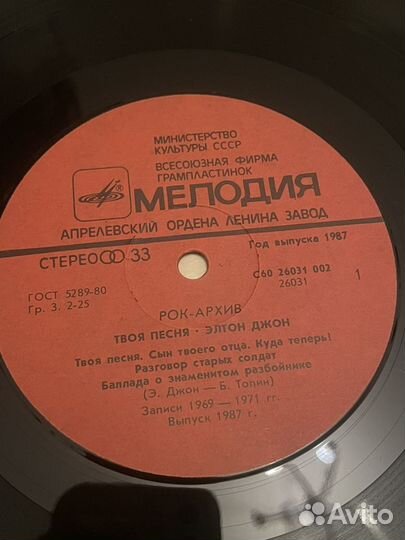 МИНИСТЕРСТВО
КУЛЬТУРЫ СССР
ВСЕСОЮЗНАЯ ФИРМА
ГРАМПЛАСТИНОК
® МЕЛОДИЯ
АПРЕЛЕВСКИЙ ОРДЕНА ЛЕНИНА ЗАВОД
СТЕРЕО 33
Год выпуска 1987
ГОСТ 5289-80
Гр. 3. 2-25
С60 26031 002
26031
1
РОК-АРХИВ
ТВОЯ ПЕСНЯ · ЭЛТОН ДЖОН
Твоя песня. Сын твоего отца. Куда теперь?
Разговор старых солдат
Баллада о знаменитом разбойнике
(Э. Джон — Б. Топин)
Записи 1969 — 1971 гг.
Выпуск 1987 г.
Avito